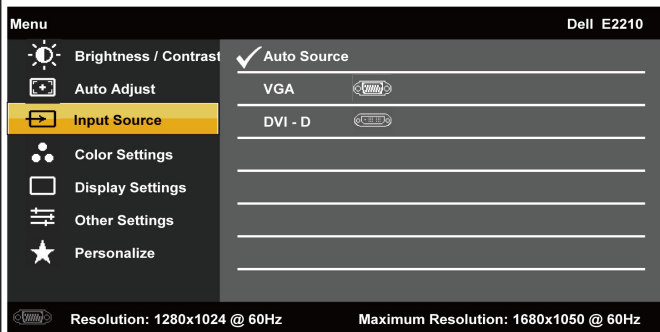 Menu Dell E2210
Brightness / Contrast Auto Source
Auto Adjust VGA
Input Source DVI - D
Color Settings
Display Settings
Other Settings
Personalize
Resolution: 1280x1024 @ 60Hz Maximum Resolution: 1680x1050 @ 60Hz